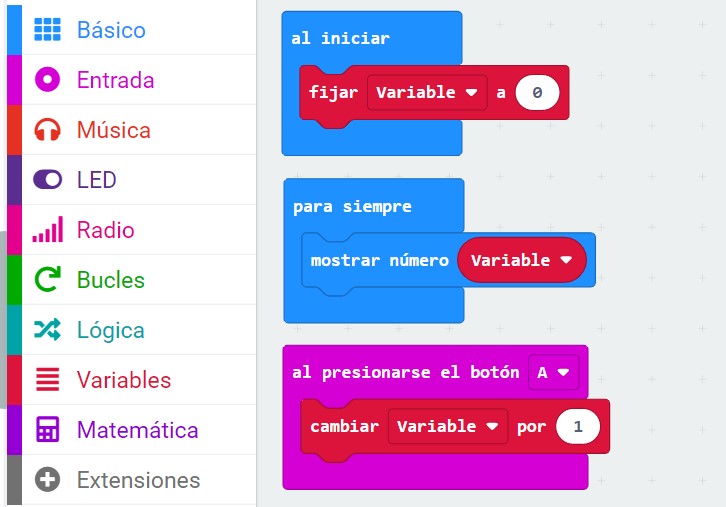 Básico
Entrada
Música
LED
Radio
Bucles
Lógica
Variables
Matemática
Extensiones
al iniciar
fijar Variable a 0
para siempre
mostrar número Variable
al presionarse el botón A
cambiar Variable por 1